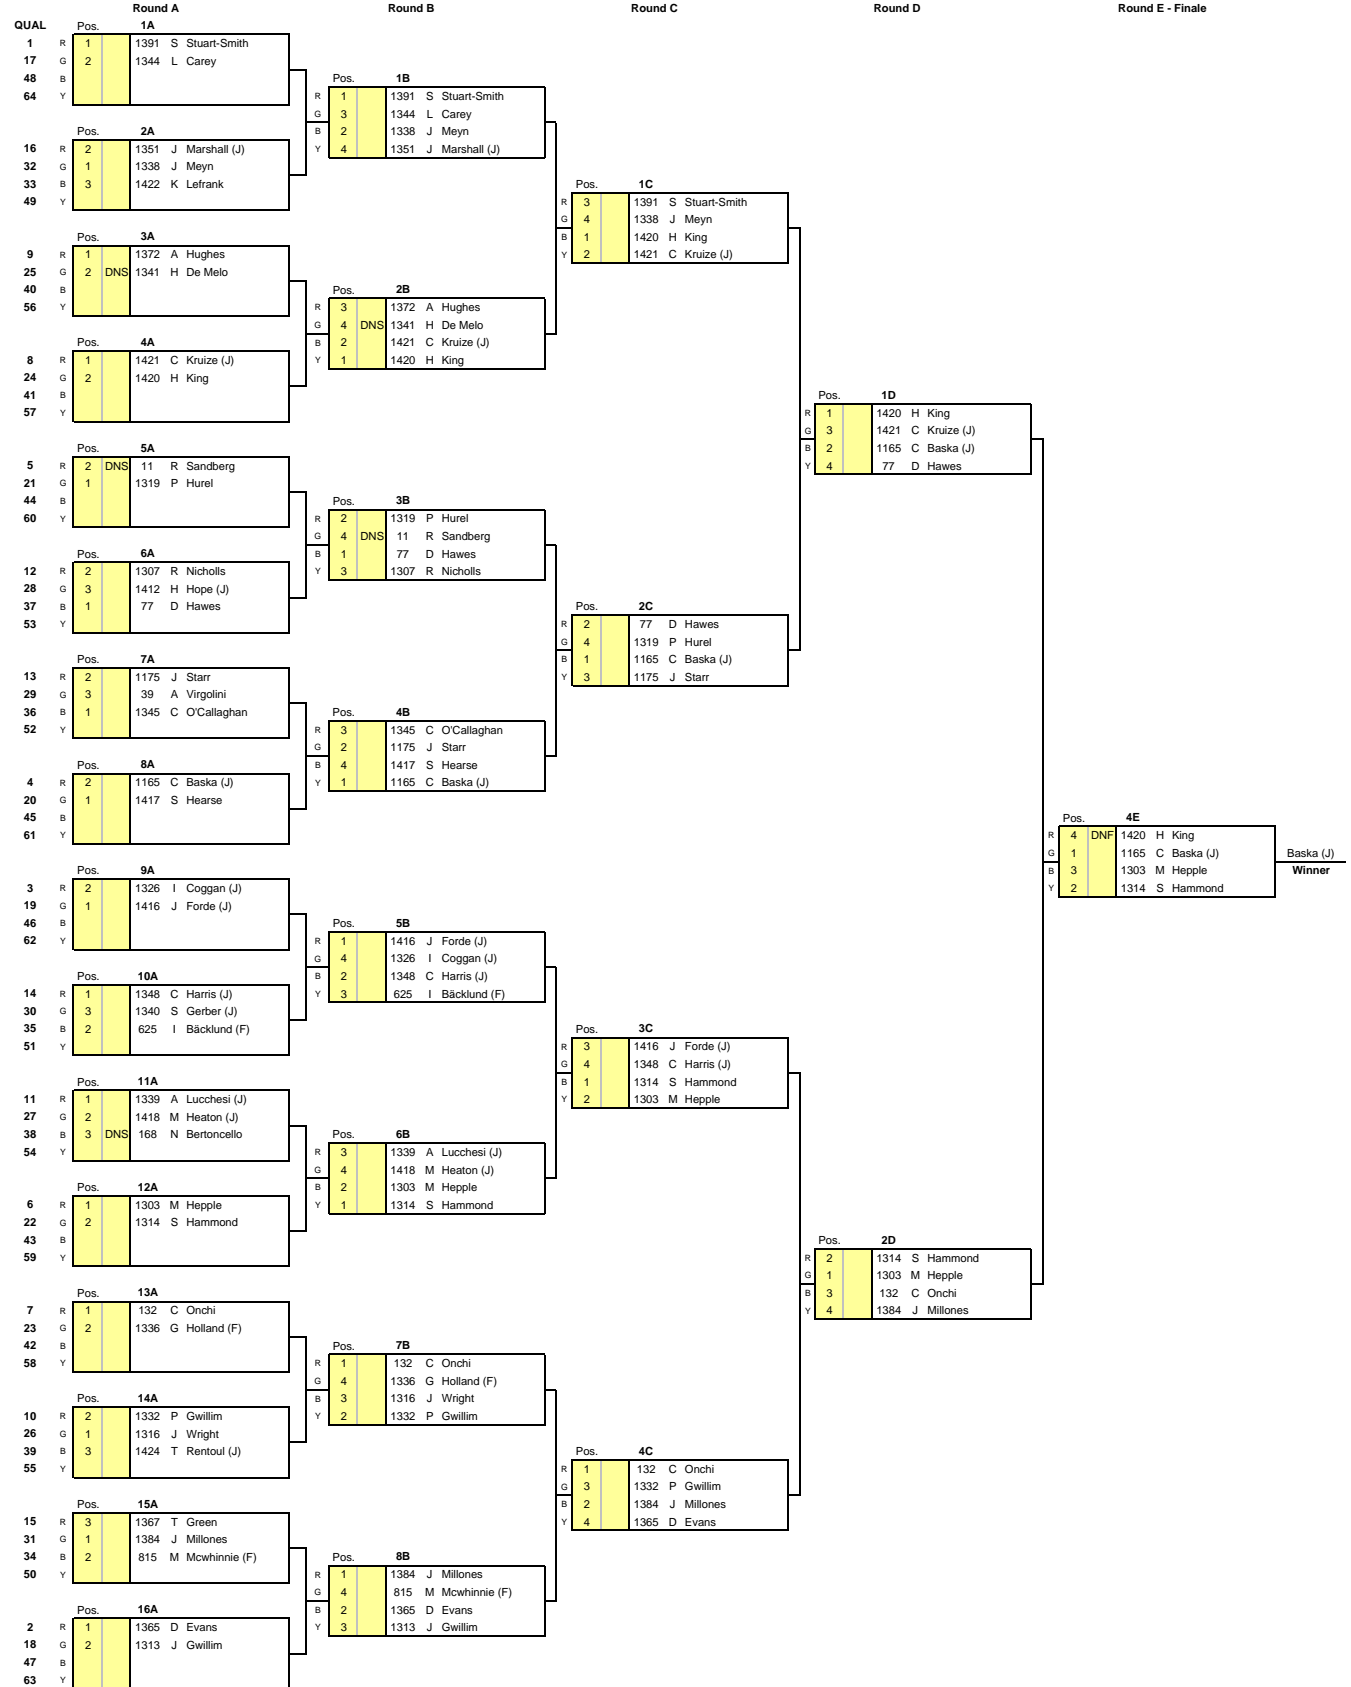 Round A Round B Round C Round D Round E - Finale
QUAL Pos. 1A
1 R 1 1391 S Stuart-Smith
17 G 2 1344 L Carey
48 B
64 Y
Pos. 2A
16 R 2 1351 J Marshall (J)
32 G 1 1338 J Meyn
33 B 3 1422 K Lefrank
49 Y
Pos. 3A
9 R 1 1372 A Hughes
25 G 2 DNS 1341 H De Melo
40 B
56 Y
Pos. 4A
8 R 1 1421 C Kruize (J)
24 G 2 1420 H King
41 B
57 Y
Pos. 5A
5 R 2 DNS 11 R Sandberg
21 G 1 1319 P Hurel
44 B
60 Y
Pos. 6A
12 R 2 1307 R Nicholls
28 G 3 1412 H Hope (J)
37 B 1 77 D Hawes
53 Y
Pos. 7A
13 R 2 1175 J Starr
29 G 3 39 A Virgolini
36 B 1 1345 C O'Callaghan
52 Y
Pos. 8A
4 R 2 1165 C Baska (J)
20 G 1 1417 S Hearse
45 B
61 Y
Pos. 9A
3 R 2 1326 I Coggan (J)
19 G 1 1416 J Forde (J)
46 B
62 Y
Pos. 10A
14 R 1 1348 C Harris (J)
30 G 3 1340 S Gerber (J)
35 B 2 625 I Bäcklund (F)
51 Y
Pos. 11A
11 R 1 1339 A Lucchesi (J)
27 G 2 1418 M Heaton (J)
38 B 3 DNS 168 N Bertoncello
54 Y
Pos. 12A
6 R 1 1303 M Hepple
22 G 2 1314 S Hammond
43 B
59 Y
Pos. 13A
7 R 1 132 C Onchi
23 G 2 1336 G Holland (F)
42 B
58 Y
Pos. 14A
10 R 2 1332 P Gwillim
26 G 1 1316 J Wright
39 B 3 1424 T Rentoul (J)
55 Y
Pos. 15A
15 R 3 1367 T Green
31 G 1 1384 J Millones
34 B 2 815 M Mcwhinnie (F)
50 Y
Pos. 16A
2 R 1 1365 D Evans
18 G 2 1313 J Gwillim
47 B
63 Y
Pos. 1B
R 1 1391 S Stuart-Smith
G 3 1344 L Carey
B 2 1338 J Meyn
Y 4 1351 J Marshall (J)
Pos. 2B
R 3 1372 A Hughes
G 4 DNS 1341 H De Melo
B 2 1421 C Kruize (J)
Y 1 1420 H King
Pos. 3B
R 2 1319 P Hurel
G 4 DNS 11 R Sandberg
B 1 77 D Hawes
Y 3 1307 R Nicholls
Pos. 4B
R 3 1345 C O'Callaghan
G 2 1175 J Starr
B 4 1417 S Hearse
Y 1 1165 C Baska (J)
Pos. 5B
R 1 1416 J Forde (J)
G 4 1326 I Coggan (J)
B 2 1348 C Harris (J)
Y 3 625 I Bäcklund (F)
Pos. 6B
R 3 1339 A Lucchesi (J)
G 4 1418 M Heaton (J)
B 2 1303 M Hepple
Y 1 1314 S Hammond
Pos. 7B
R 1 132 C Onchi
G 4 1336 G Holland (F)
B 3 1316 J Wright
Y 2 1332 P Gwillim
Pos. 8B
R 1 1384 J Millones
G 4 815 M Mcwhinnie (F)
B 2 1365 D Evans
Y 3 1313 J Gwillim
Pos. 1C
R 3 1391 S Stuart-Smith
G 4 1338 J Meyn
B 1 1420 H King
Y 2 1421 C Kruize (J)
Pos. 2C
R 2 77 D Hawes
G 4 1319 P Hurel
B 1 1165 C Baska (J)
Y 3 1175 J Starr
Pos. 3C
R 3 1416 J Forde (J)
G 4 1348 C Harris (J)
B 1 1314 S Hammond
Y 2 1303 M Hepple
Pos. 4C
R 1 132 C Onchi
G 3 1332 P Gwillim
B 2 1384 J Millones
Y 4 1365 D Evans
Pos. 1D
R 1 1420 H King
G 3 1421 C Kruize (J)
B 2 1165 C Baska (J)
Y 4 77 D Hawes
Pos. 2D
R 2 1314 S Hammond
G 1 1303 M Hepple
B 3 132 C Onchi
Y 4 1384 J Millones
Pos. 4E
R 4 DNF 1420 H King
G 1 1165 C Baska (J)
B 3 1303 M Hepple
Y 2 1314 S Hammond
Baska (J)
Winner